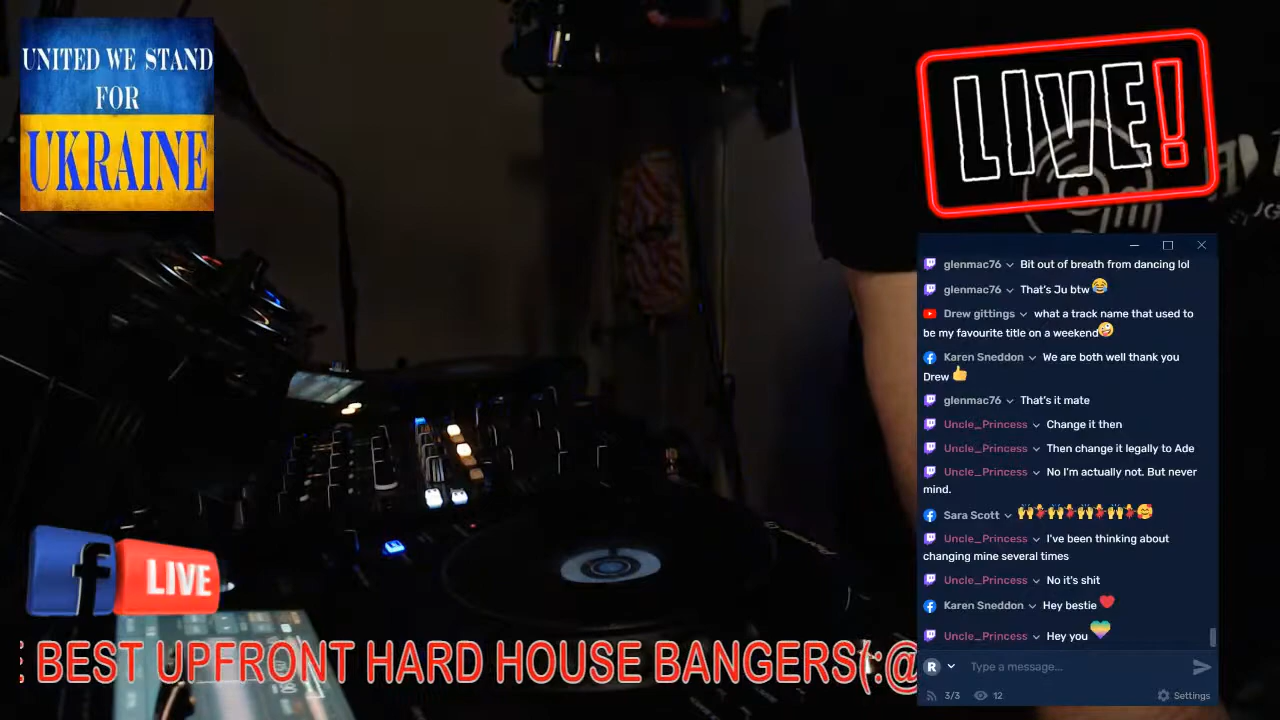 UNITED WE STAND
FOR
UKRAINE
LIVE!
glenmac76 Bit out of breath from dancing lol
glenmac76 That's Ju btw 😂
Drew gittings what a track name that used to
be my favourite title on a weekend🤪
Karen Sneddon We are both well thank you
Drew 👍
glenmac76 That's it mate
Uncle_Princess Change it then
Uncle_Princess Then change it legally to Ade
Uncle_Princess No I'm actually not. But never
mind.
Sara Scott 🙌💃🙌💃🙌💃🙌💃🥰
Uncle_Princess I've been thinking about
changing mine several times
Uncle_Princess No it's shit
Karen Sneddon Hey bestie ❤️
Uncle_Princess Hey you
R Type a message...
3/3 12 Settings
f LIVE
BEST UPFRONT HARD HOUSE BANGERS(:@